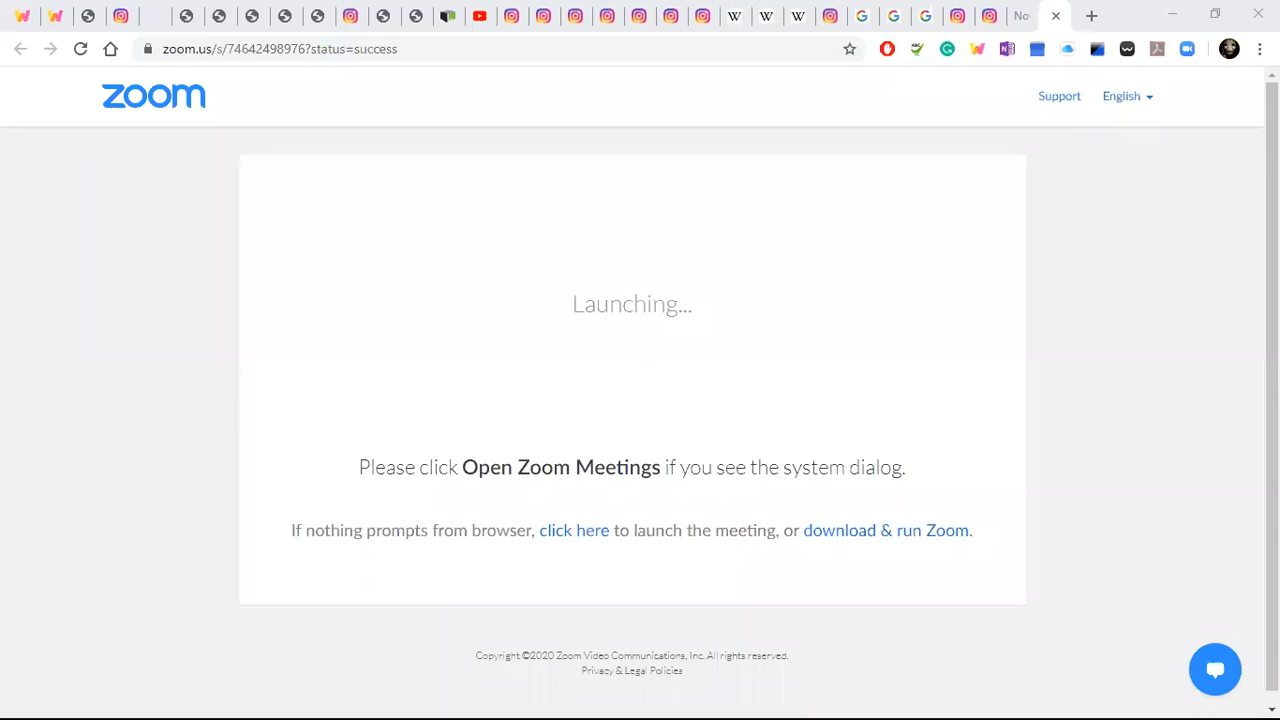 No
zoom.us/s/74642498976?status=success
zoom
Support
English
Launching...
Please click Open Zoom Meetings if you see the system dialog.
If nothing prompts from browser, click here to launch the meeting, or download & run Zoom.
Copyright ©2020 Zoom Video Communications, Inc. All rights reserved.
Privacy & Legal Policies